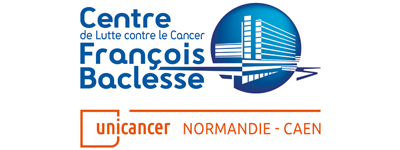 Centre
de Lutte contre le Cancer
François
Baclesse
unicancer NORMANDIE - CAEN